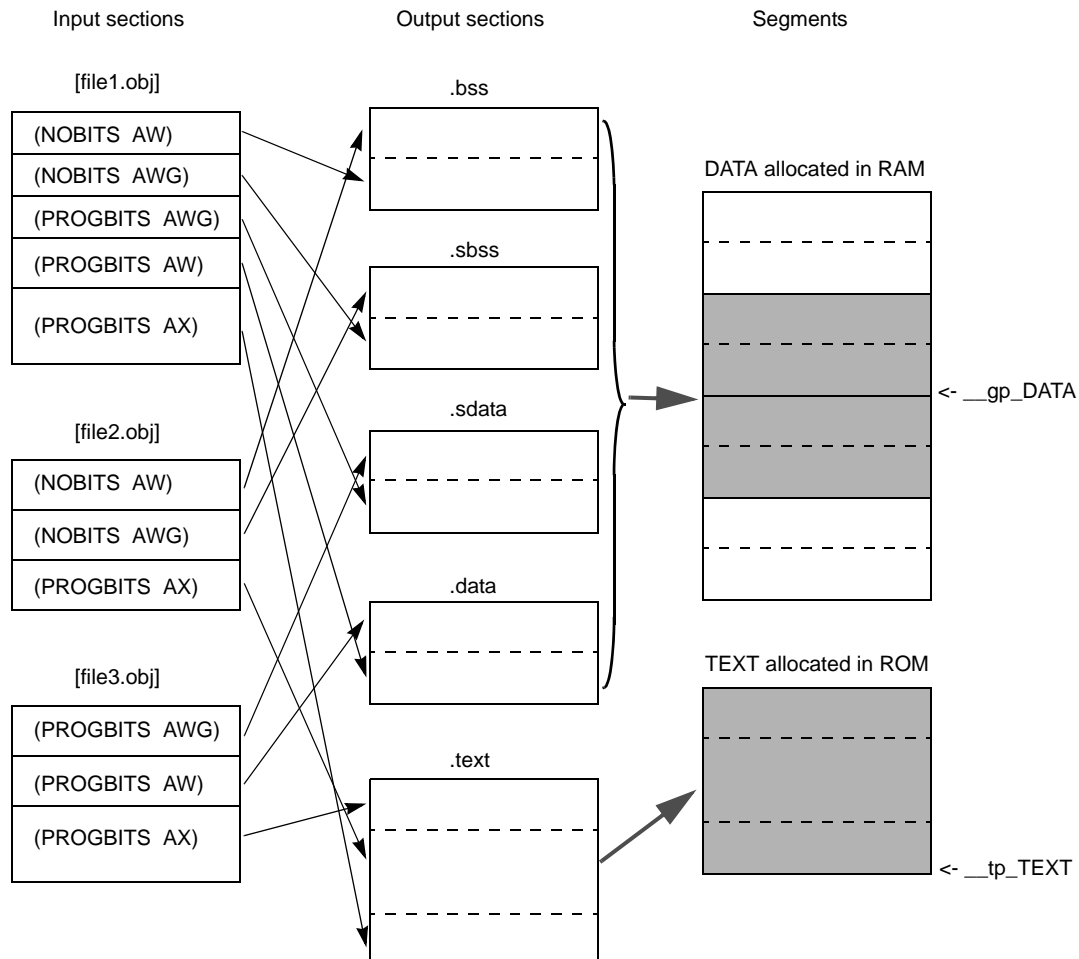 Input sections
Output sections
Segments
[file1.obj]
(NOBITS AW)
(NOBITS AWG)
(PROGBITS AWG)
(PROGBITS AW)
(PROGBITS AX)
[file2.obj]
(NOBITS AW)
(NOBITS AWG)
(PROGBITS AX)
[file3.obj]
(PROGBITS AWG)
(PROGBITS AW)
(PROGBITS AX)
.bss
.sbss
.sdata
.data
.text
DATA allocated in RAM
<- __gp_DATA
TEXT allocated in ROM
<- __tp_TEXT